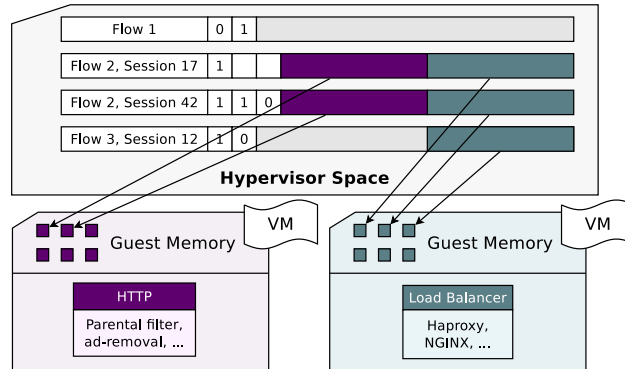 Flow 1 0 1
Flow 2, Session 17 1
Flow 2, Session 42 1 1 0
Flow 3, Session 12 1 0
Hypervisor Space
VM
Guest Memory
HTTP
Parental filter,
ad-removal, ...
VM
Guest Memory
Load Balancer
Haproxy,
NGINX, ...